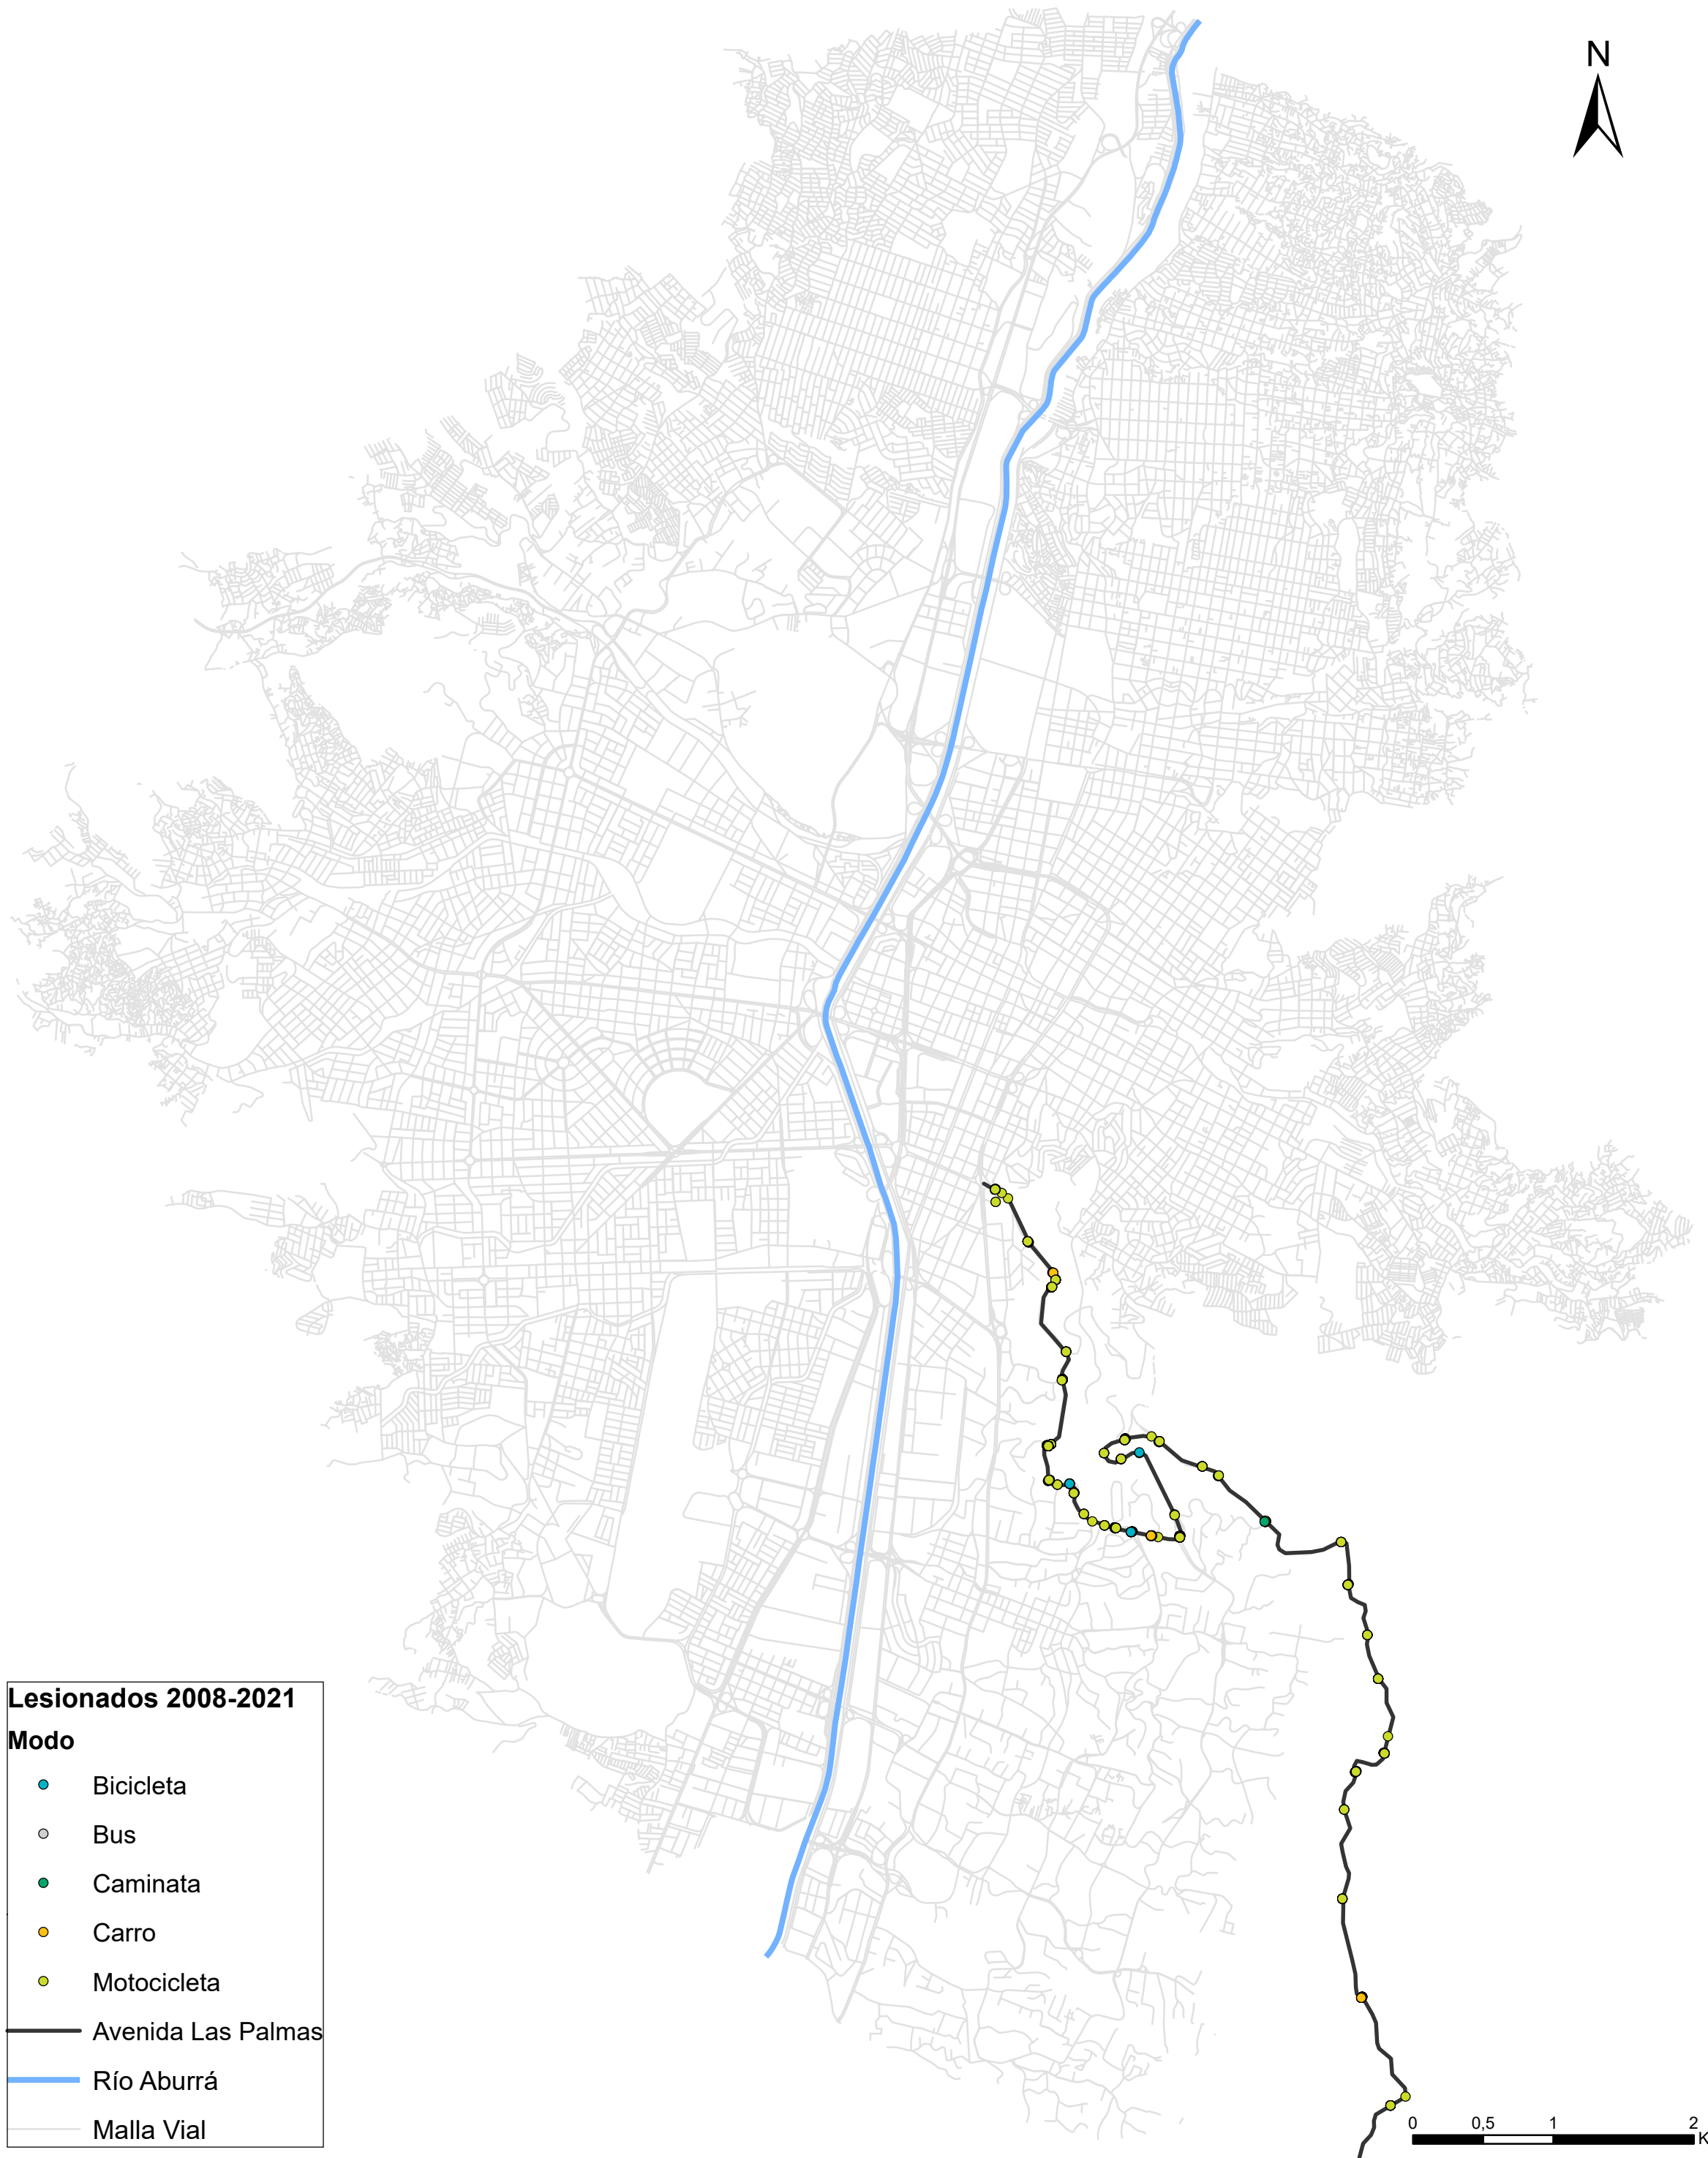 N
Lesionados 2008-2021
Modo
Bicicleta
Bus
Caminata
Carro
Motocicleta
Avenida Las Palmas
Río Aburrá
Malla Vial
0 0,5 1 2
K